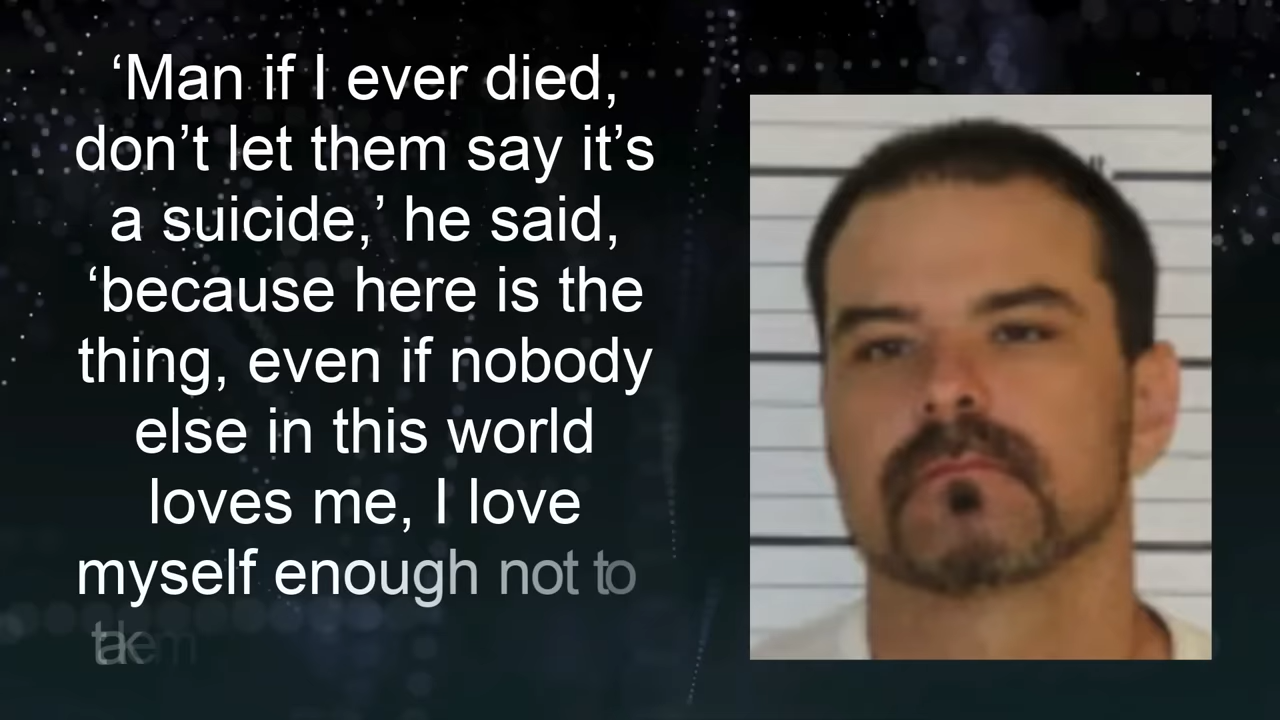 ‘Man if I ever died,
don’t let them say it’s
a suicide,’ he said,
‘because here is the
thing, even if nobody
else in this world
loves me, I love
myself enough not to
take m